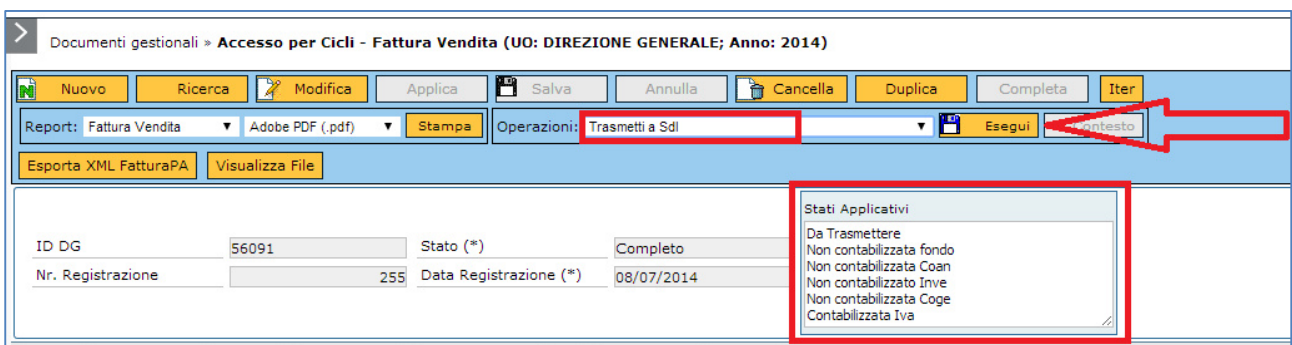 Documenti gestionali » Accesso per Cicli - Fattura Vendita (UO: DIREZIONE GENERALE; Anno: 2014)
Nuovo Ricerca Modifica Applica Salva Annulla Cancella Duplica Completa Iter
Report: Fattura Vendita Adobe PDF (.pdf) Stampa Operazioni: Trasmetti a SdI Esegui Contesto
Esporta XML FatturaPA Visualizza File
Stati Applicativi
Da Trasmettere
Non contabilizzata fondo
Non contabilizzata Coan
Non contabilizzato Inve
Non contabilizzata Coge
Contabilizzata Iva
ID DG 56091 Stato (*) Completo
Nr. Registrazione 255 Data Registrazione (*) 08/07/2014